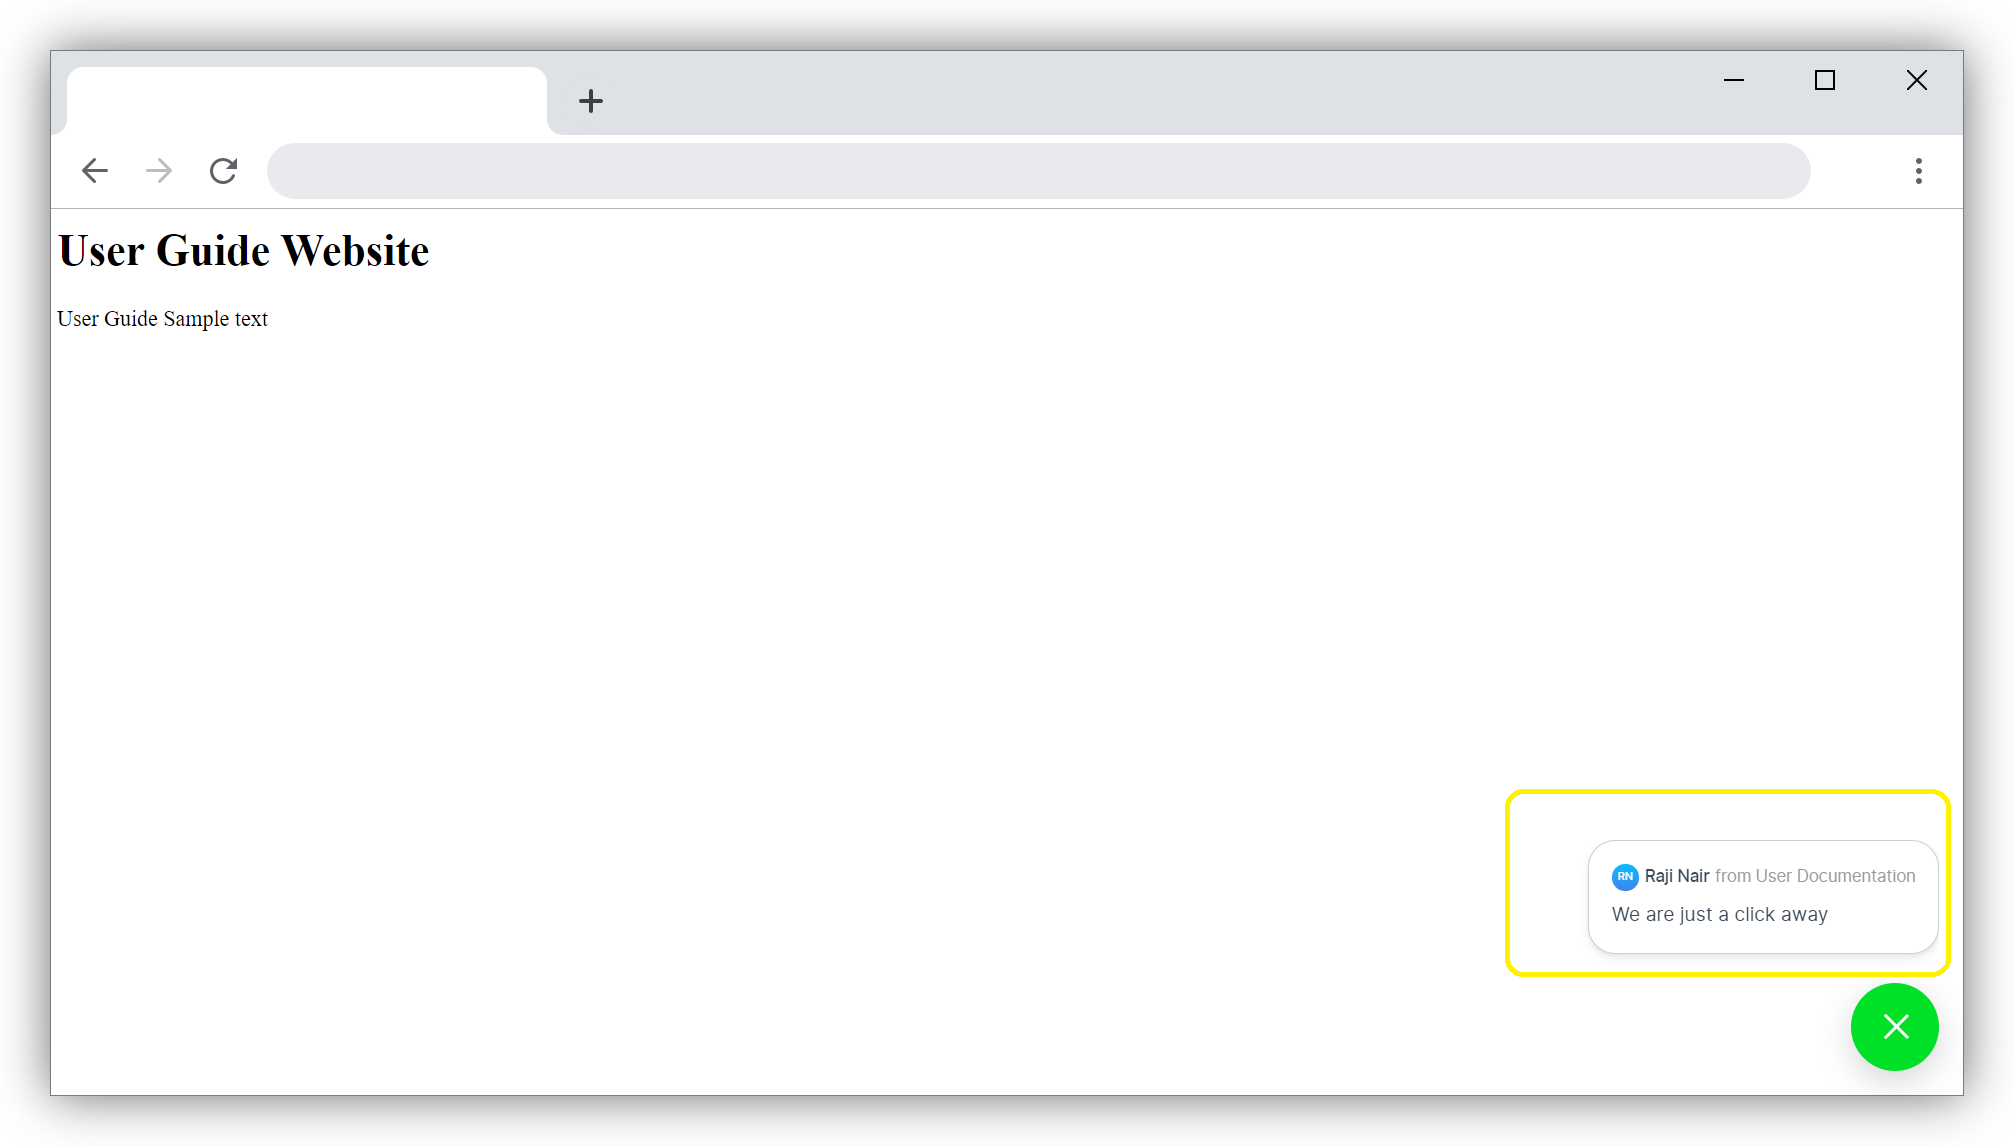 User Guide Website
User Guide Sample text
RN Raji Nair from User Documentation
We are just a click away